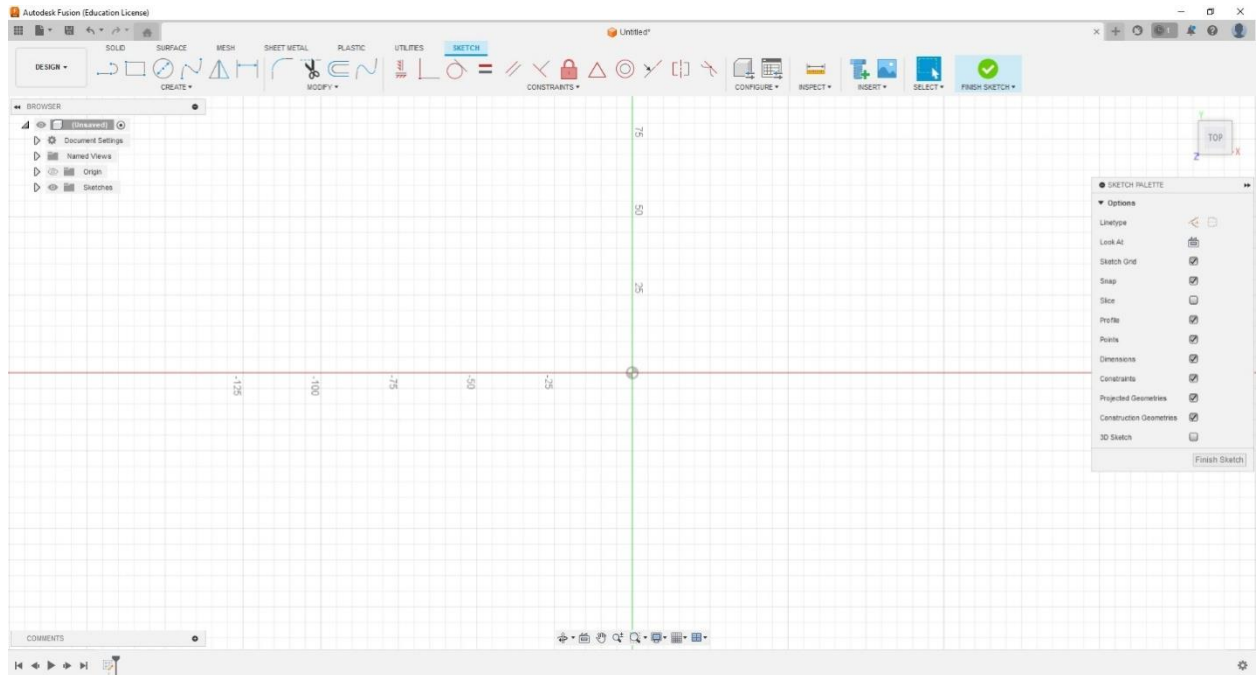 Autodesk Fusion (Education License)
Untitled*
1
SOLID SURFACE MESH SHEET METAL PLASTIC UTILITIES SKETCH
DESIGN
CREATE MODIFY CONSTRAINTS CONFIGURE INSPECT INSERT SELECT FINISH SKETCH
BROWSER
(Unsaved)
Document Settings
Named Views
Origin
Sketches
75
50
25
-125 -100 -75 -50 -25
Y
TOP
X
Z
SKETCH PALETTE
Options
Linetype
Look At
Sketch Grid
Snap
Slice
Profile
Points
Dimensions
Constraints
Projected Geometries
Construction Geometries
3D Sketch
Finish Sketch
COMMENTS